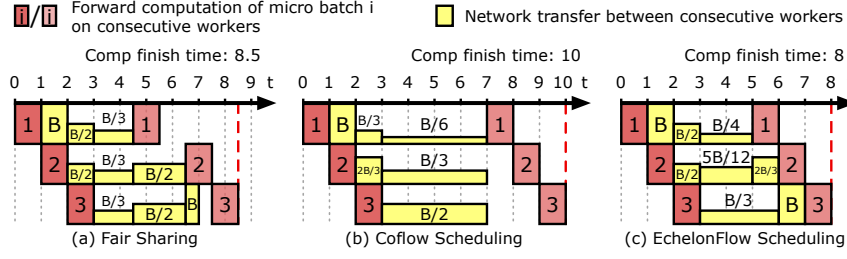 i/i Forward computation of micro batch i
on consecutive workers
Network transfer between consecutive workers
Comp finish time: 8.5
0 1 2 3 4 5 6 7 8 9 t
1 B B/2 B/3 1
2 B/2 B/3 B/2 2
3 B/3 B/2 B 3
(a) Fair Sharing
Comp finish time: 10
0 1 2 3 4 5 6 7 8 9 10 t
1 B B/3 B/6 1
2 2B/3 B/3 2
3 B/2 3
(b) Coflow Scheduling
Comp finish time: 8
0 1 2 3 4 5 6 7 8 t
1 B B/2 B/4 1
2 B/2 5B/12 2B/3 2
3 B/3 B 3
(c) EchelonFlow Scheduling